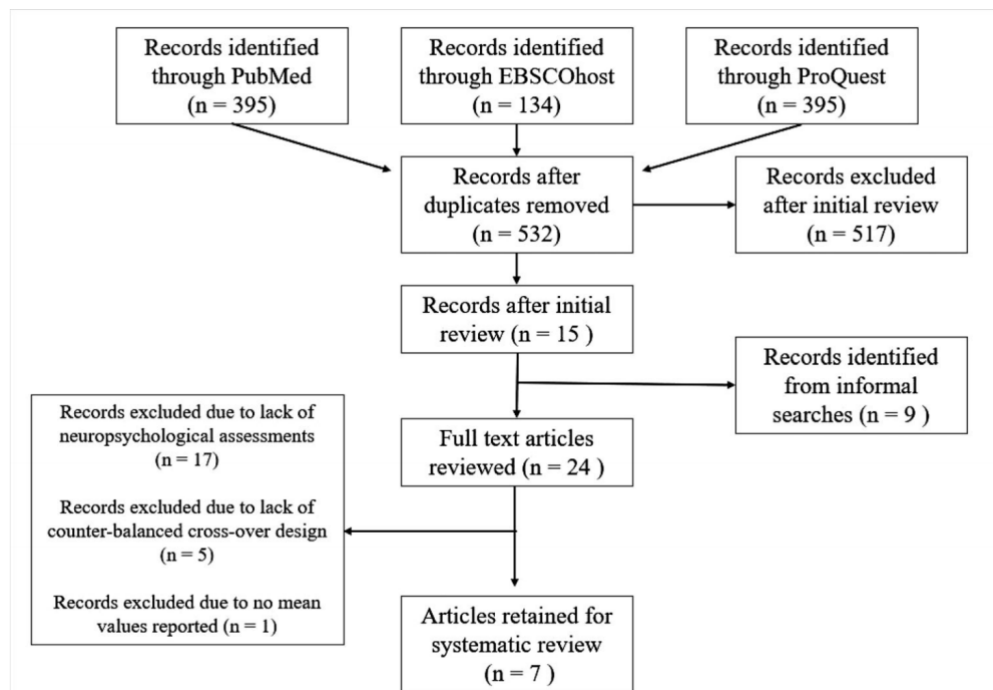 Records identified
through PubMed
(n = 395)
Records identified
through EBSCOhost
(n = 134)
Records identified
through ProQuest
(n = 395)
Records after
duplicates removed
(n = 532)
Records excluded
after initial review
(n = 517)
Records after initial
review (n = 15 )
Records identified
from informal
searches (n = 9 )
Full text articles
reviewed (n = 24 )
Records excluded due to lack of
neuropsychological assessments
(n = 17)
Records excluded due to lack of
counter-balanced cross-over design
(n = 5)
Records excluded due to no mean
values reported (n = 1)
Articles retained for
systematic review
(n = 7 )